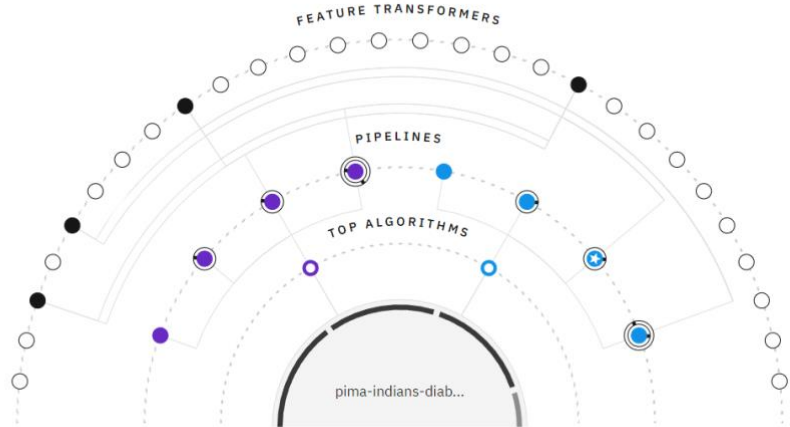 FEATURE TRANSFORMERS
PIPELINES
TOP ALGORITHMS
pima-indians-diab...